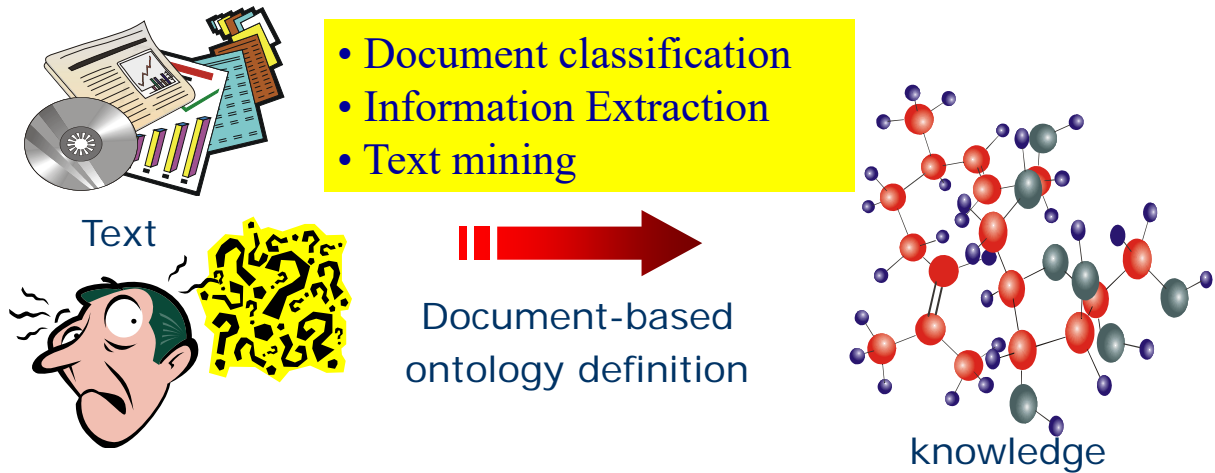 • Document classification
• Information Extraction
• Text mining
Text
Document-based
ontology definition
knowledge